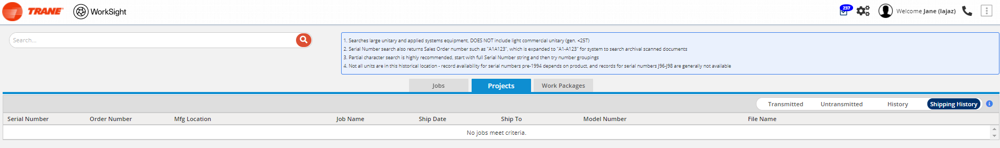 TRANE WorkSight 237 Welcome Jane (lajaz)
Search...
1. Searches large unitary and applied systems equipment, DOES NOT include light commercial unitary (gen. <25T)
2. Serial Number search also returns Sales Order number such as "A1A123", which is expanded to "A1-A123" for system to search archival scanned documents
3. Partial character search is highly recommended, start with full Serial Number string and then try number groupings
4. Not all units are in this historical location - record availability for serial numbers pre-1994 depends on product, and records for serial numbers J96-J98 are generally not available
Jobs Projects Work Packages
Transmitted Untransmitted History Shipping History
Serial Number Order Number Mfg Location Job Name Ship Date Ship To Model Number File Name
No jobs meet criteria.